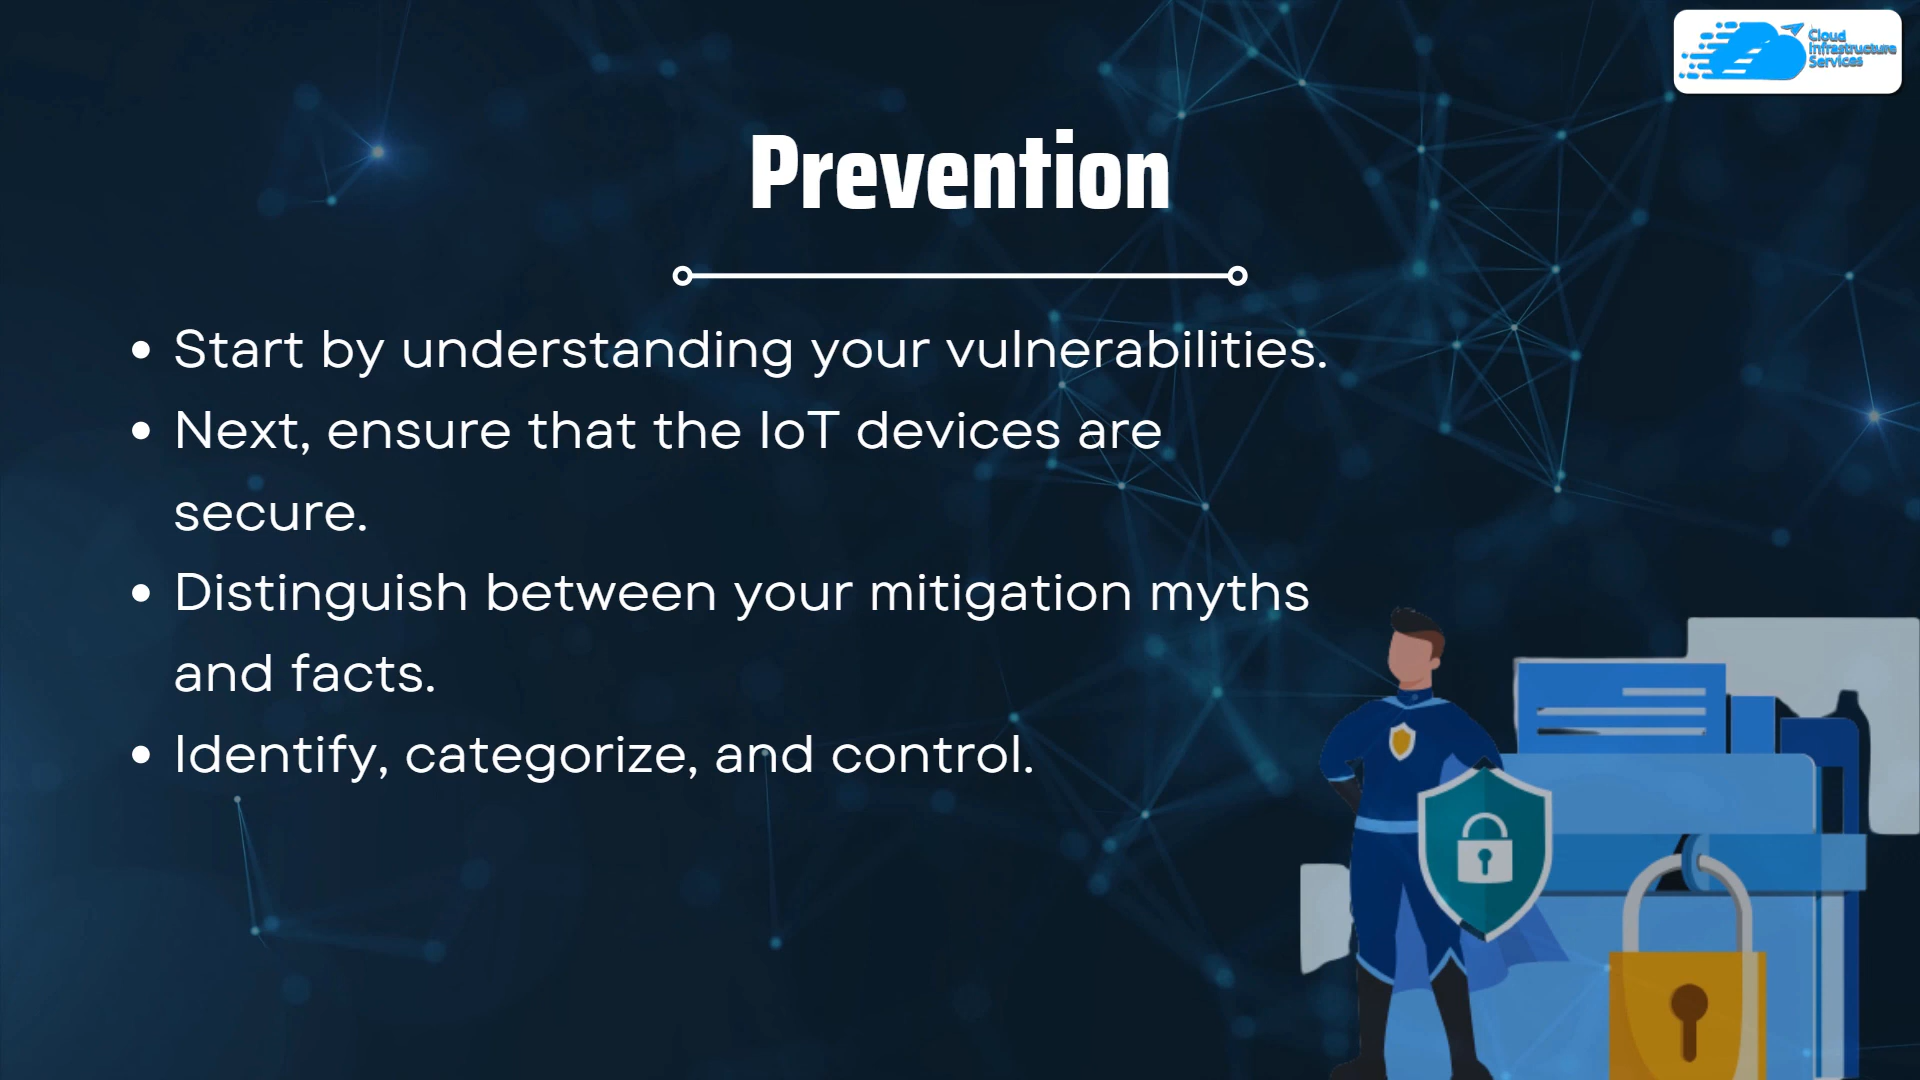 Cloud
Infrastructure
Services
Prevention
• Start by understanding your vulnerabilities.
• Next, ensure that the IoT devices are
secure.
• Distinguish between your mitigation myths
and facts.
• Identify, categorize, and control.